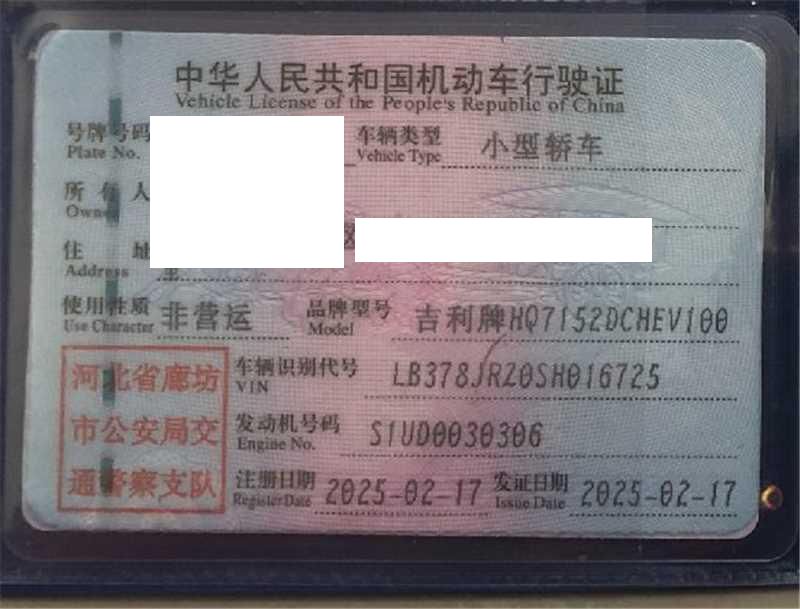 中华人民共和国机动车行驶证
Vehicle License of the People's Republic of China
号牌号码
Plate No.
车辆类型 小型轿车
Vehicle Type
所有人
Owner
住址
Address
使用性质 非营运
Use Character
品牌型号 吉利牌HQ7152DCHEV100
Model
河北省廊坊
市公安局交
通警察支队
车辆识别代号 LB378JRZ0SH016725
VIN
发动机号码 S1UD0030306
Engine No.
注册日期 2025-02-17 发证日期 2025-02-17
Register Date Issue Date